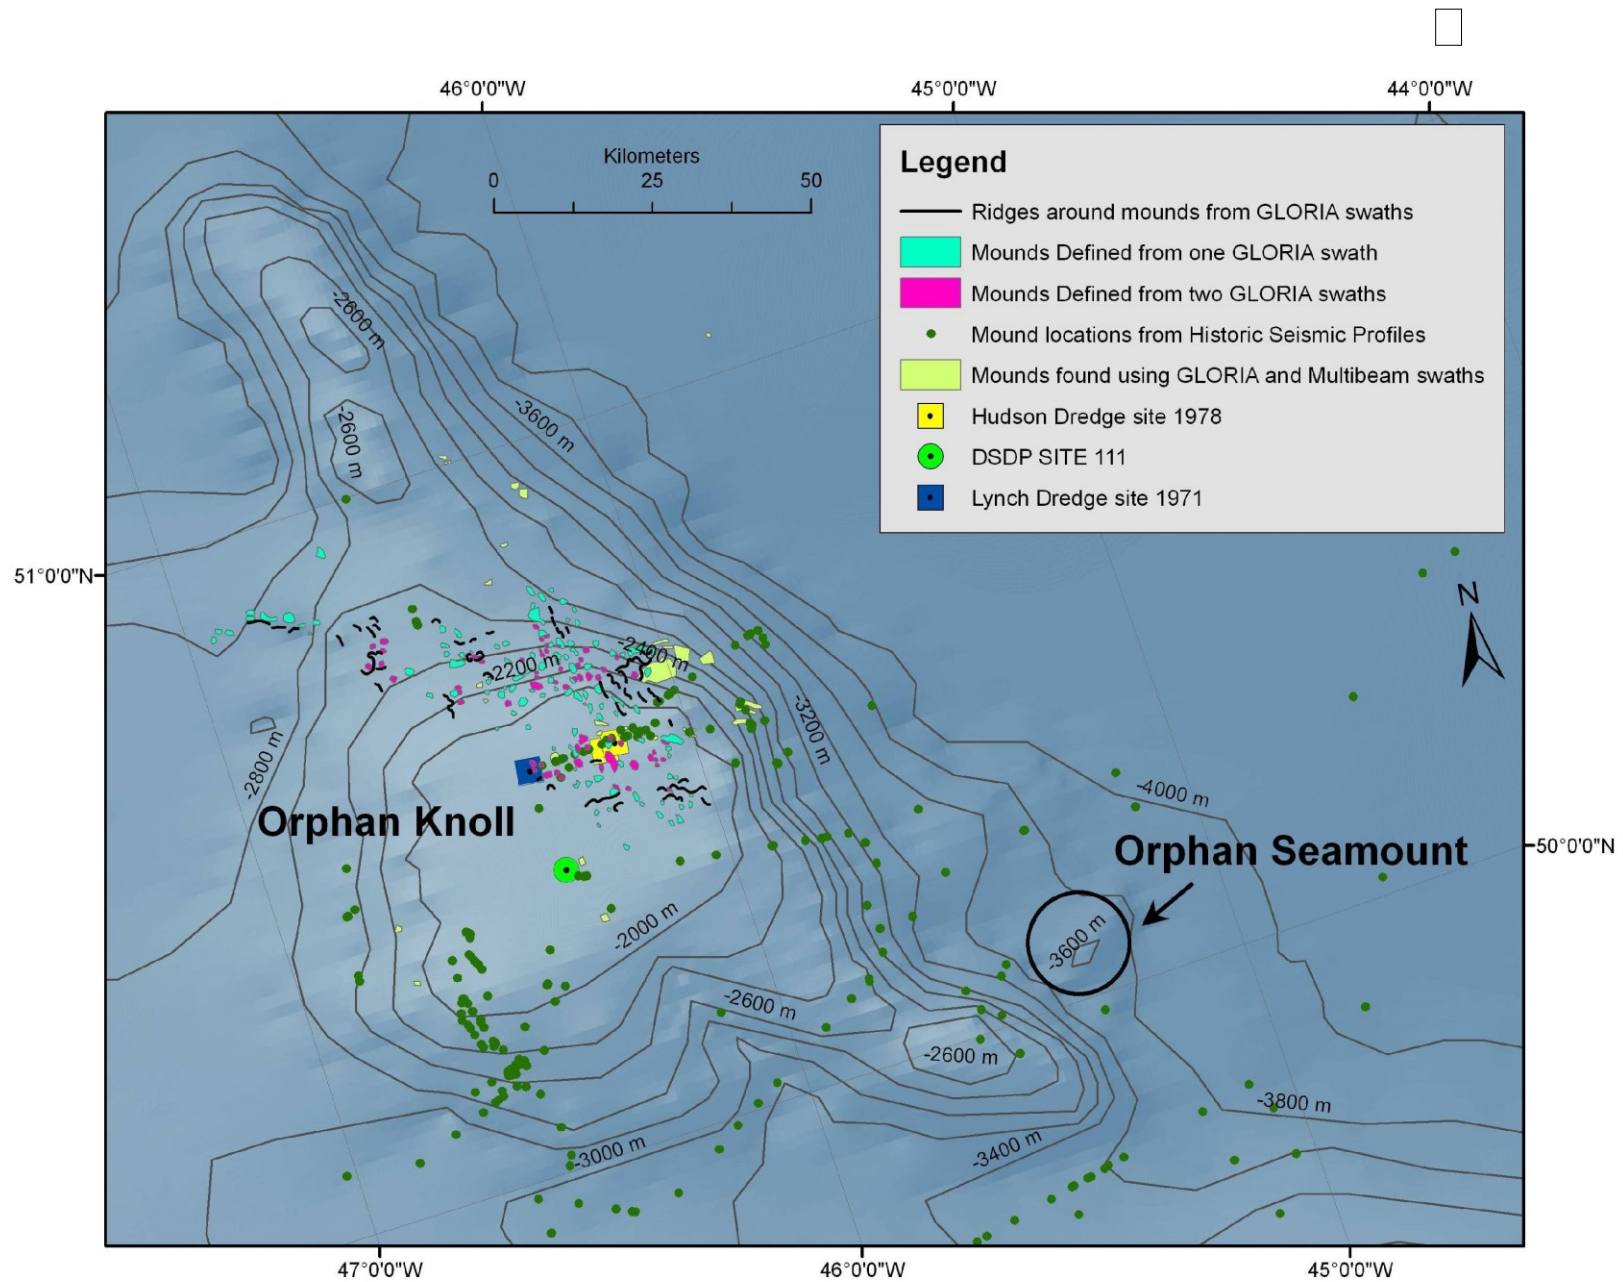 46°0'0"W
45°0'0"W
44°0'0"W
Kilometers
0 25 50
Legend
Ridges around mounds from GLORIA swaths
Mounds Defined from one GLORIA swath
Mounds Defined from two GLORIA swaths
Mound locations from Historic Seismic Profiles
Mounds found using GLORIA and Multibeam swaths
Hudson Dredge site 1978
DSDP SITE 111
Lynch Dredge site 1971
-2600 m
-3600 m
-2600 m
51°0'0"N
N
-2400 m
-2200 m
-3200 m
-2800 m
-4000 m
Orphan Knoll
Orphan Seamount
50°0'0"N
-2000 m
-3600 m
-2600 m
-2600 m
-3800 m
-3000 m
-3400 m
47°0'0"W
46°0'0"W
45°0'0"W